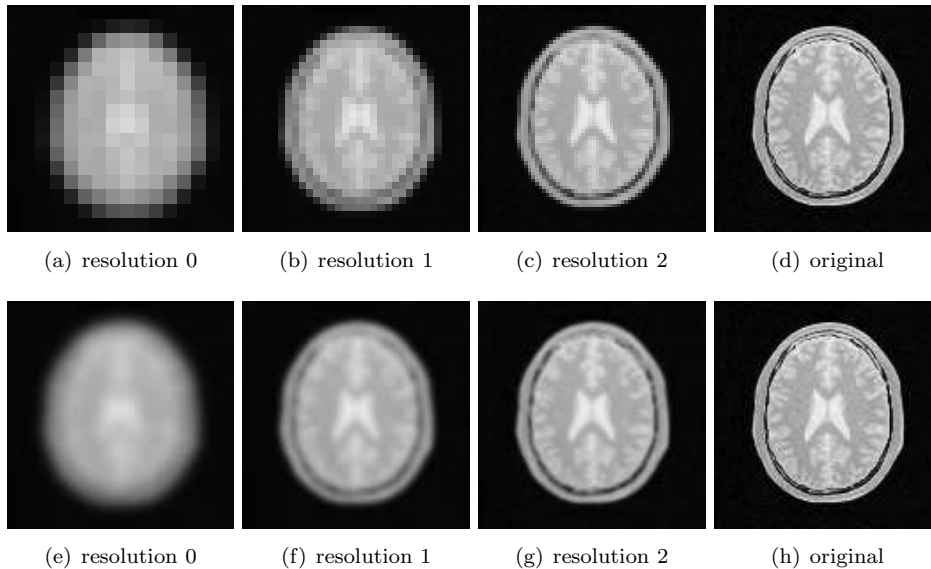 (a) resolution 0
(b) resolution 1
(c) resolution 2
(d) original
(e) resolution 0
(f) resolution 1
(g) resolution 2
(h) original